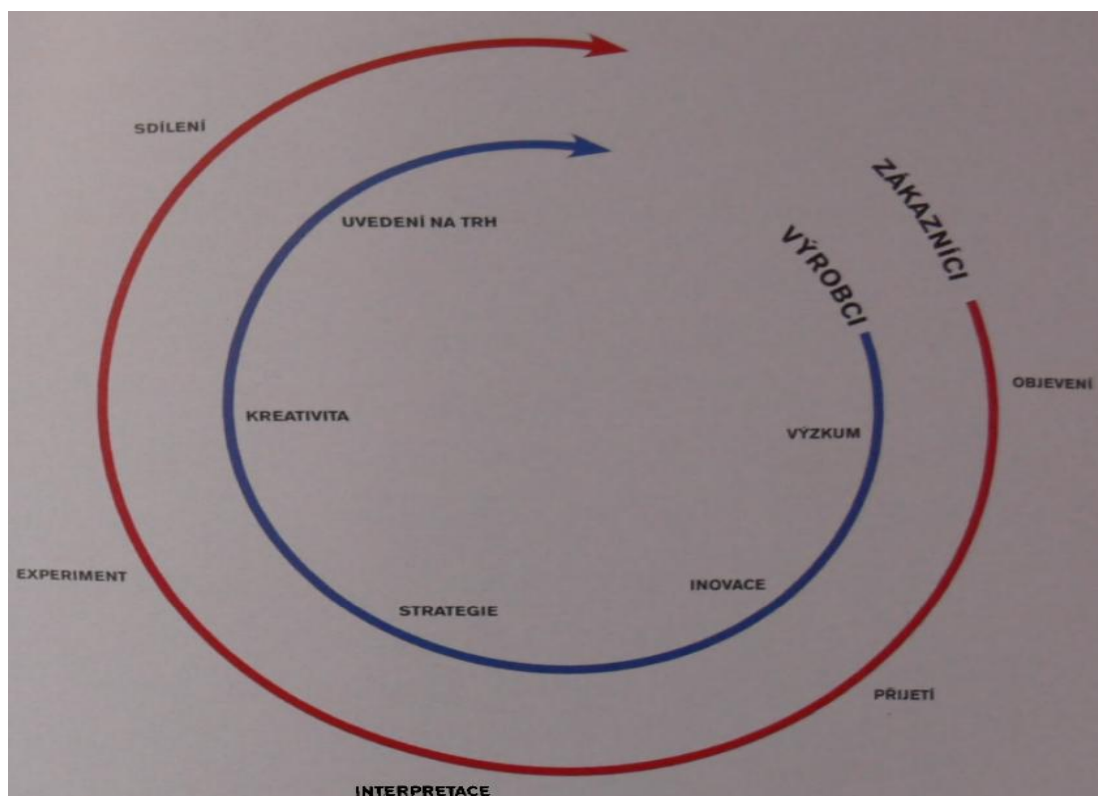 SDÍLENÍ
ZÁKAZNÍCI
UVEDENÍ NA TRH
VÝROBCI
OBJEVENÍ
KREATIVITA
VÝZKUM
EXPERIMENT
INOVACE
STRATEGIE
PŘIJETÍ
INTERPRETACE